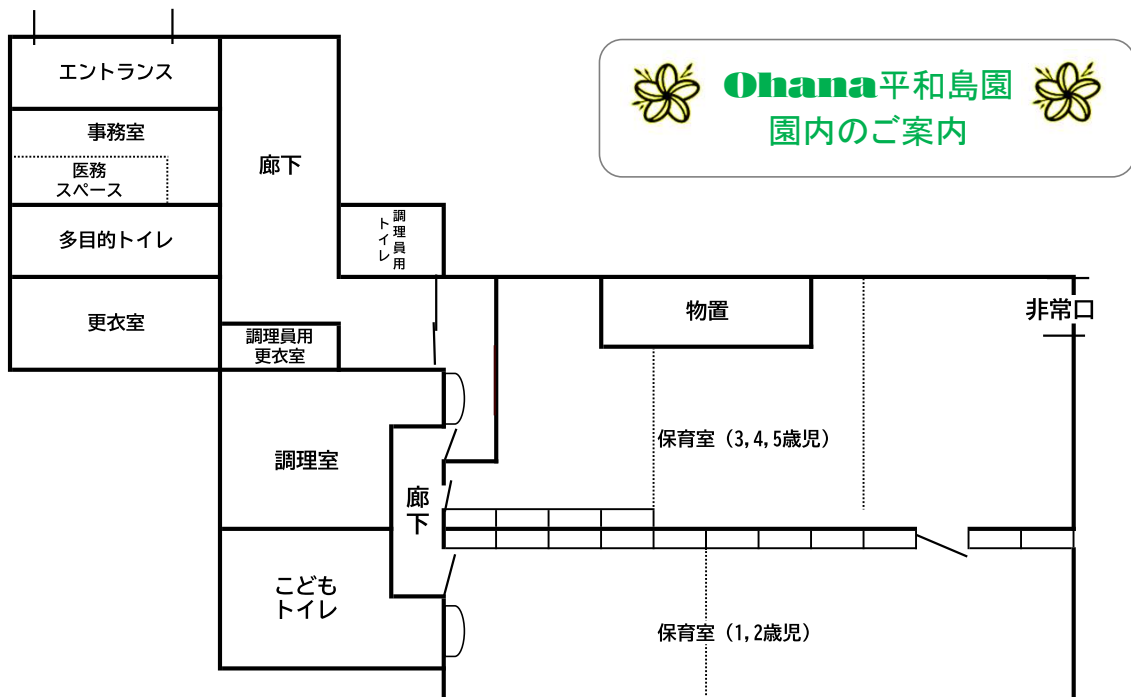 Ohana平和島園
園内のご案内
エントランス
事務室
医務
スペース
多目的トイレ
更衣室
廊下
調理員用
トイレ
調理員用
更衣室
物置
非常口
保育室（3,4,5歳児）
調理室
廊
下
こども
トイレ
保育室（1,2歳児）